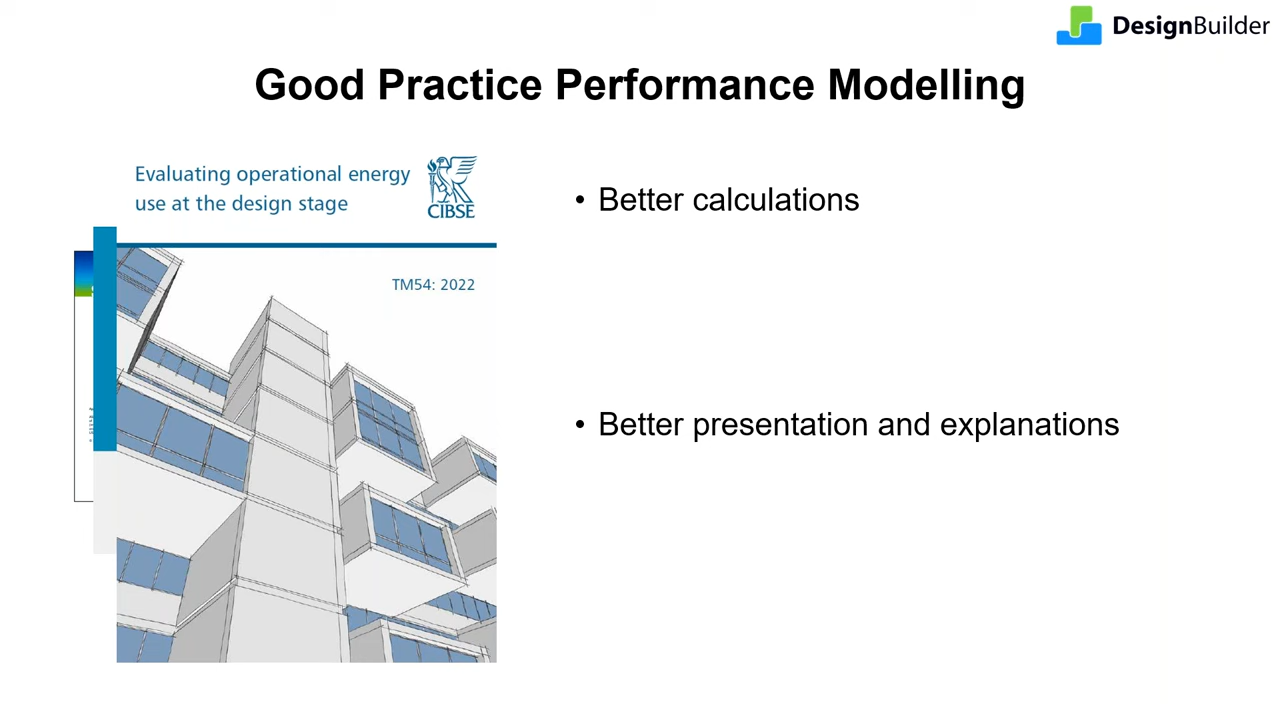 DesignBuilder
Good Practice Performance Modelling
Evaluating operational energy
use at the design stage
CIBSE
TM54: 2022
• Better calculations
• Better presentation and explanations